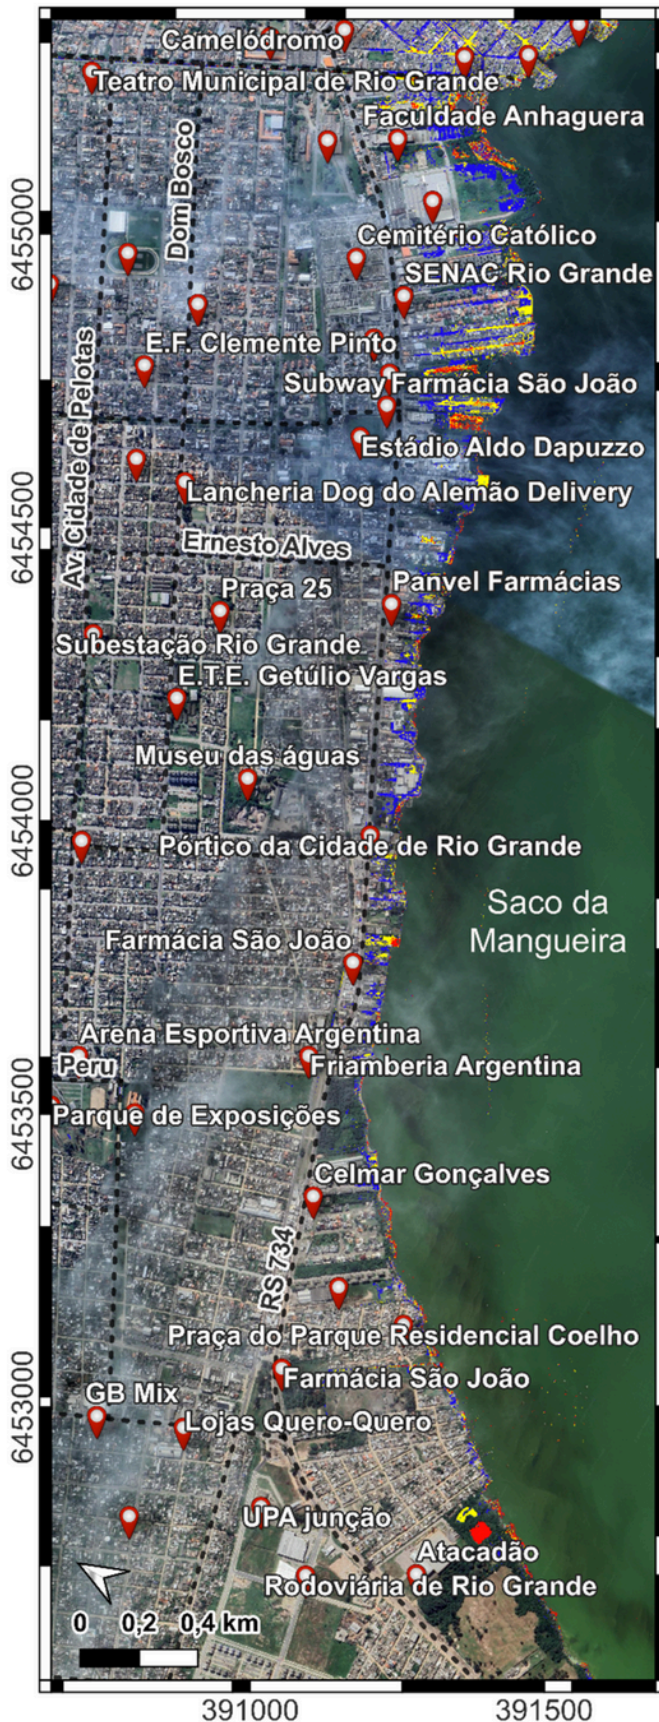 Camelódromo
Teatro Municipal de Rio Grande
Faculdade Anhaguera
Dom Bosco
6455000
Cemitério Católico
SENAC Rio Grande
E.F. Clemente Pinto
Subway
Farmácia São João
Av. Cidade de Pelotas
Estádio Aldo Dapuzzo
Lancheria Dog do Alemão Delivery
6454500
Ernesto Alves
Praça 25
Panvel Farmácias
Subestação Rio Grande
E.T.E. Getúlio Vargas
Museu das águas
6454000
Pórtico da Cidade de Rio Grande
Saco da
Mangueira
Farmácia São João
Arena Esportiva Argentina
Peru
Friamberia Argentina
6453500
Parque de Exposições
Celmar Gonçalves
RS 734
Praça do Parque Residencial Coelho
Farmácia São João
6453000
GB Mix
Lojas Quero-Quero
UPA junção
Atacadão
Rodoviária de Rio Grande
0 0,2 0,4 km
391000 391500